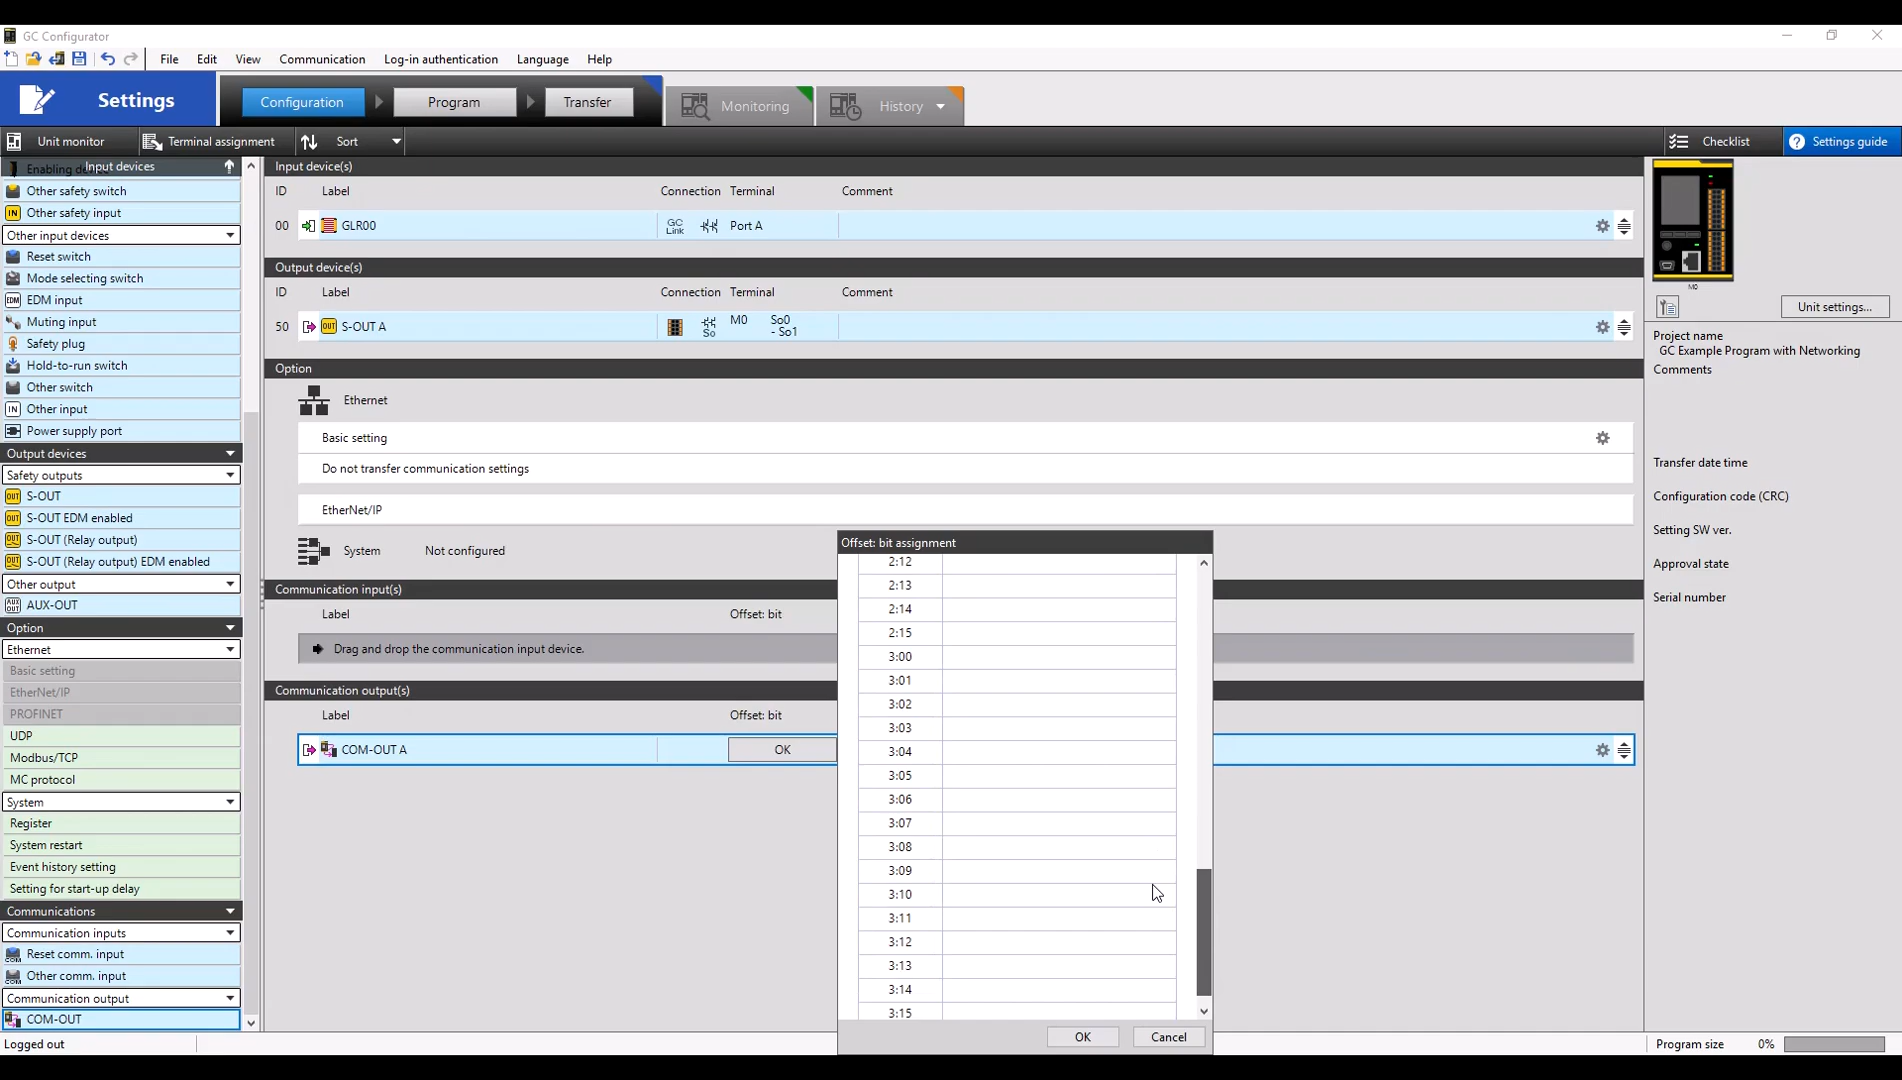 GC Configurator
File Edit View Communication Log-in authentication Language Help
Settings Configuration Program Transfer Monitoring History
Unit monitor Terminal assignment Sort Checklist Settings guide
Input devices
Other safety switch
Other safety input
Other input devices
Reset switch
Mode selecting switch
EDM input
Muting input
Safety plug
Hold-to-run switch
Other switch
Other input
Power supply port
Output devices
Safety outputs
S-OUT
S-OUT EDM enabled
S-OUT (Relay output)
S-OUT (Relay output) EDM enabled
Other output
AUX-OUT
Option
Ethernet
Basic setting
EtherNet/IP
PROFINET
UDP
Modbus/TCP
MC protocol
System
Register
System restart
Event history setting
Setting for start-up delay
Communications
Communication inputs
Reset comm. input
Other comm. input
Communication output
COM-OUT
Input device(s)
ID Label Connection Terminal Comment
00 GLR00 GC Link Port A
Output device(s)
ID Label Connection Terminal Comment
50 OUT S-OUT A So M0 So0 - So1
Option
Ethernet
Basic setting
Do not transfer communication settings
EtherNet/IP
System Not configured
Communication input(s)
Label Offset: bit
Drag and drop the communication input device.
Communication output(s)
Label Offset: bit
COM-OUT A OK
Offset: bit assignment
2:12
2:13
2:14
2:15
3:00
3:01
3:02
3:03
3:04
3:05
3:06
3:07
3:08
3:09
3:10
3:11
3:12
3:13
3:14
3:15
OK Cancel
M0
Unit settings...
Project name
GC Example Program with Networking
Comments
Transfer date time
Configuration code (CRC)
Setting SW ver.
Approval state
Serial number
Logged out
Program size 0%